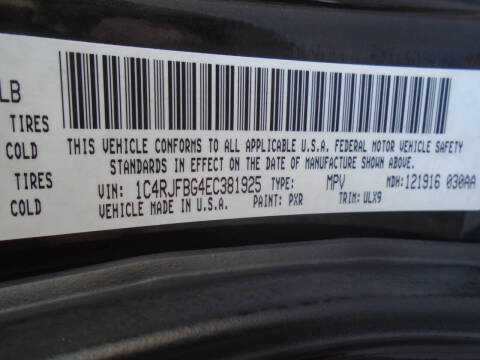 LB
TIRES
COLD
TIRES
COLD
THIS VEHICLE CONFORMS TO ALL APPLICABLE U.S.A. FEDERAL MOTOR VEHICLE SAFETY
STANDARDS IN EFFECT ON THE DATE OF MANUFACTURE SHOWN ABOVE.
VIN: 1C4RJFBG4EC381925 TYPE: MPV MDH:121916 030AA
VEHICLE MADE IN U.S.A. PAINT: PXR TRIM: ULX9